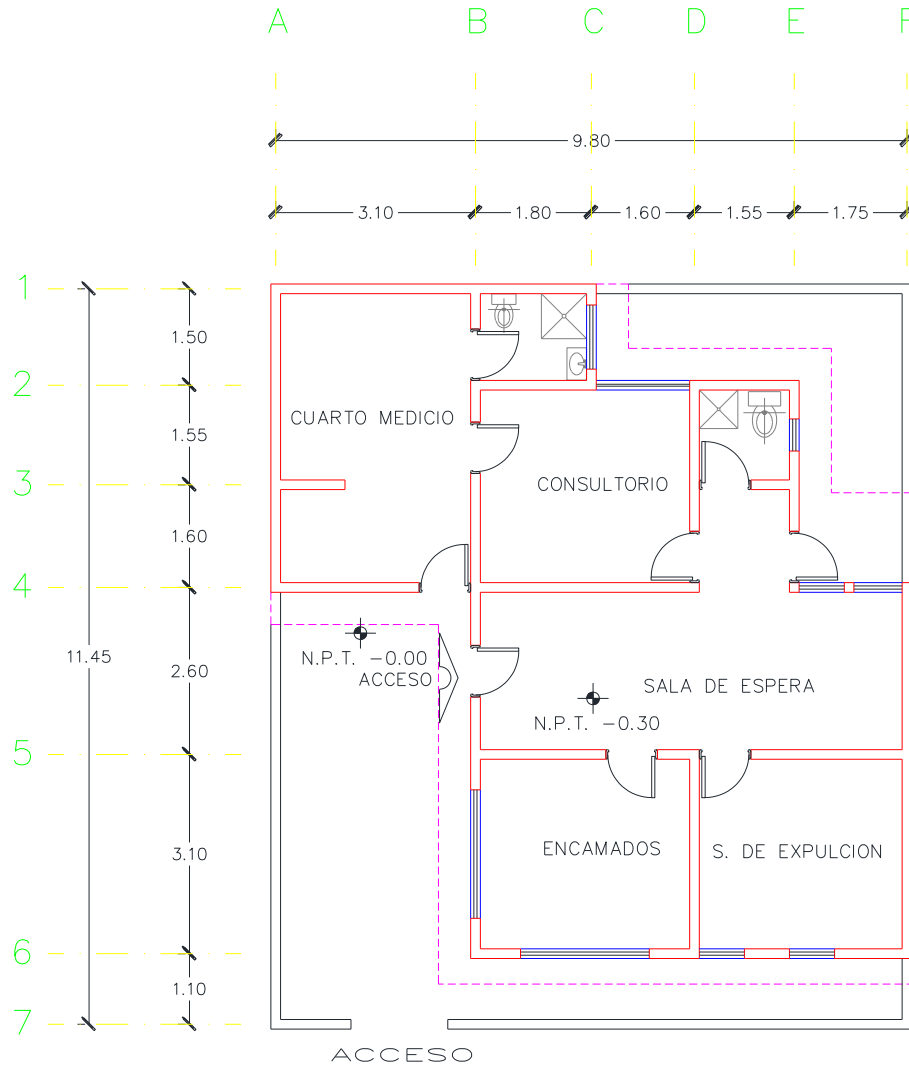 A B C D E F
9.80
3.10 1.80 1.60 1.55 1.75
1
1.50
2
1.55
CUARTO MEDICIO
3
CONSULTORIO
1.60
4
11.45
2.60
N.P.T. -0.00
ACCESO
SALA DE ESPERA
N.P.T. -0.30
5
3.10
ENCAMADOS
S. DE EXPULCION
6
1.10
7
ACCESO